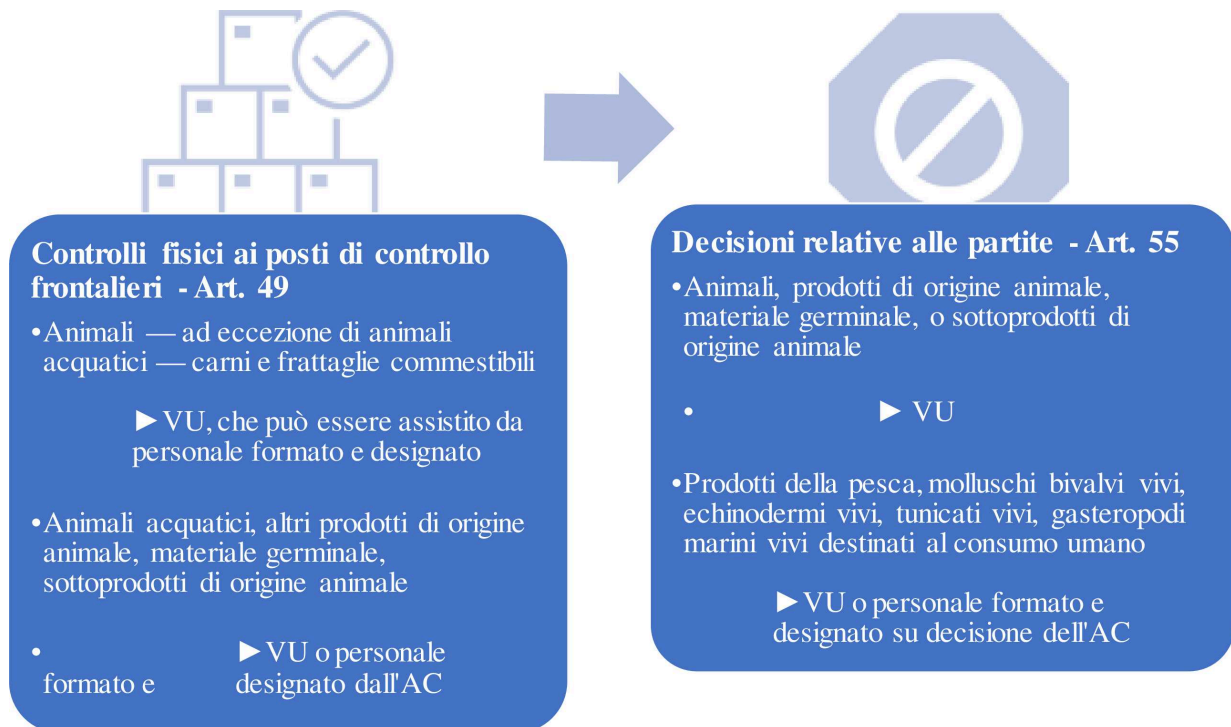 Controlli fisici ai posti di controllo
frontalieri - Art. 49
•Animali — ad eccezione di animali
acquatici — carni e frattaglie commestibili
►VU, che può essere assistito da
personale formato e designato
•Animali acquatici, altri prodotti di origine
animale, materiale germinale,
sottoprodotti di origine animale
• ►VU o personale
formato e designato dall'AC
Decisioni relative alle partite - Art. 55
•Animali, prodotti di origine animale,
materiale germinale, o sottoprodotti di
origine animale
• ► VU
•Prodotti della pesca, molluschi bivalvi vivi,
echinodermi vivi, tunicati vivi, gasteropodi
marini vivi destinati al consumo umano
►VU o personale formato e
designato su decisione dell'AC